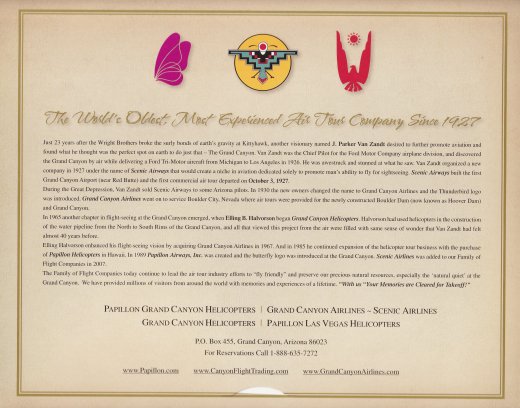 The World's Oldest, Most Experienced Air Tour Company Since 1927
Just 23 years after the Wright Brothers broke the surly bonds of earth's gravity at Kittyhawk, another visionary named J. Parker Van Zandt desired to further promote aviation and
found what he thought was the perfect spot on earth to do just that – The Grand Canyon. Van Zandt was the Chief Pilot for the Ford Motor Company airplane division, and discovered
the Grand Canyon by air while delivering a Ford Tri-Motor aircraft from Michigan to Los Angeles in 1926. He was awestruck and stunned at what he saw. Van Zandt organized a new
company in 1927 under the name of Scenic Airways that would create a niche in aviation dedicated solely to promote man's ability to fly for sightseeing. Scenic Airways built the first
Grand Canyon Airport (near Red Butte) and the first commercial air tour departed on October 3, 1927.
During the Great Depression, Van Zandt sold Scenic Airways to some Arizona pilots. In 1930 the new owners changed the name to Grand Canyon Airlines and the Thunderbird logo
was introduced. Grand Canyon Airlines went on to service Boulder City, Nevada where air tours were provided for the newly constructed Boulder Dam (now known as Hoover Dam)
and Grand Canyon.
In 1965 another chapter in flight-seeing at the Grand Canyon emerged, when Elling B. Halvorson began Grand Canyon Helicopters. Halvorson had used helicopters in the construction
of the water pipeline from the North to South Rims of the Grand Canyon, and all that viewed this project from the air were filled with same sense of wonder that Van Zandt had felt
almost 40 years before.
Elling Halvorson enhanced his flight-seeing vision by acquiring Grand Canyon Airlines in 1967. And in 1985 he continued expansion of the helicopter tour business with the purchase
of Papillon Helicopters in Hawaii. In 1989 Papillon Airways, Inc. was created and the butterfly logo was introduced at the Grand Canyon. Scenic Airlines was added to our Family of
Flight Companies in 2007.
The Family of Flight Companies today continue to lead the air tour industry efforts to "fly friendly" and preserve our precious natural resources, especially the 'natural quiet' at the
Grand Canyon. We have provided millions of visitors from around the world with memories and experiences of a lifetime. "With us "Your Memories are Cleared for Takeoff!"
Papillon Grand Canyon Helicopters | Grand Canyon Airlines ~ Scenic Airlines
Grand Canyon Helicopters | Papillon Las Vegas Helicopters
P.O. Box 455, Grand Canyon, Arizona 86023
For Reservations Call 1-888-635-7272
www.Papillon.com www.CanyonFlightTrading.com www.GrandCanyonAirlines.com